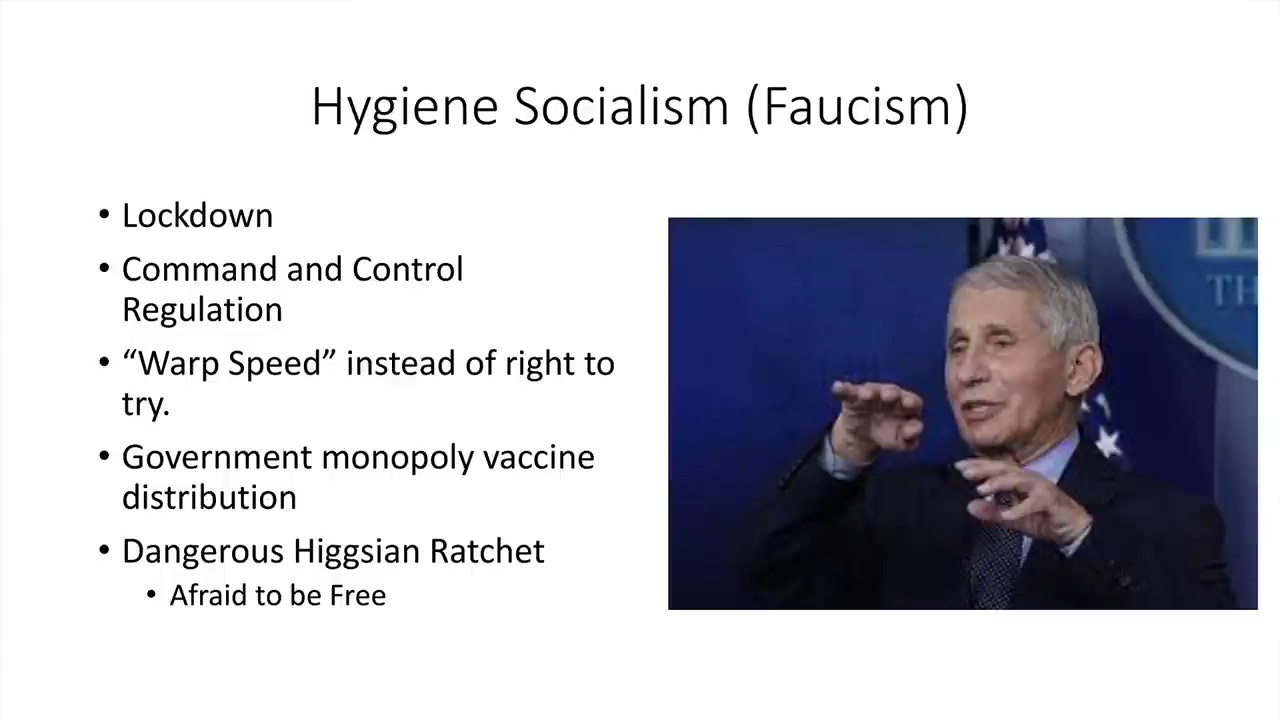 Hygiene Socialism (Faucism)
• Lockdown
• Command and Control
Regulation
• “Warp Speed” instead of right to
try.
• Government monopoly vaccine
distribution
• Dangerous Higgsian Ratchet
• Afraid to be Free
TH